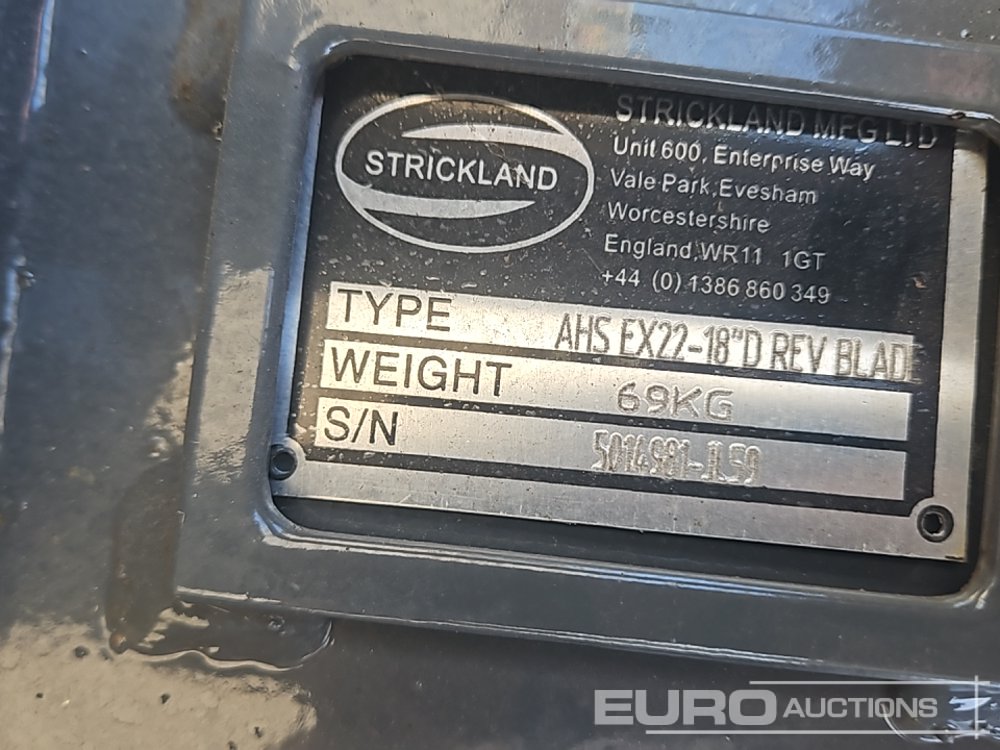 STRICKLAND
STRICKLAND MFG LTD
Unit 600, Enterprise Way
Vale Park, Evesham
Worcestershire
England, WR11 1GT
+44 (0) 1386 860 349
TYPE AHS EX22-18"D REV BLAD
WEIGHT 69KG
S/N
EURO AUCTIONS